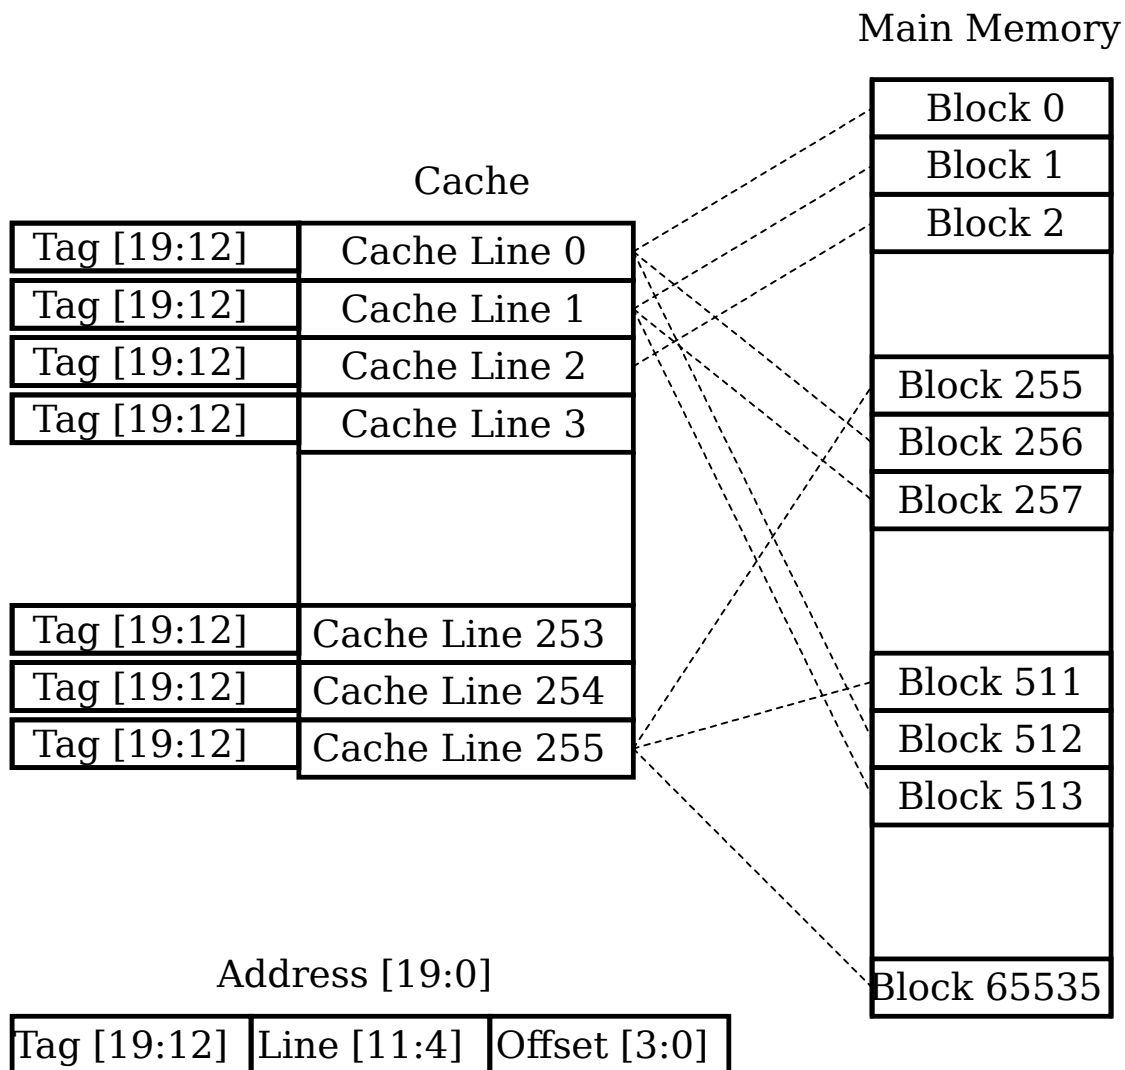 Main Memory
Block 0
Block 1
Block 2
Block 255
Block 256
Block 257
Block 511
Block 512
Block 513
Block 65535
Cache
Tag [19:12] Cache Line 0
Tag [19:12] Cache Line 1
Tag [19:12] Cache Line 2
Tag [19:12] Cache Line 3
Tag [19:12] Cache Line 253
Tag [19:12] Cache Line 254
Tag [19:12] Cache Line 255
Address [19:0]
Tag [19:12] Line [11:4] Offset [3:0]